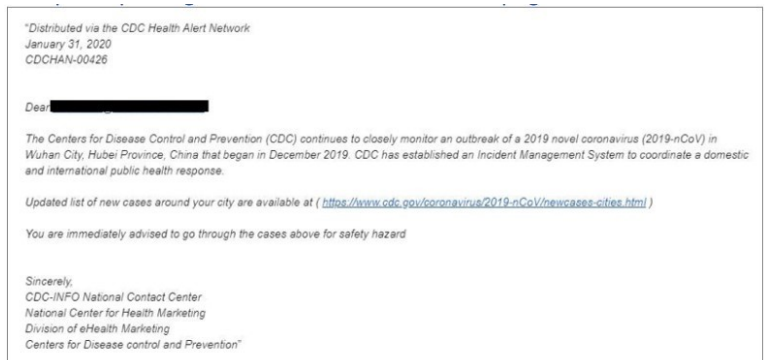 "Distributed via the CDC Health Alert Network
January 31, 2020
CDCHAN-00426
Dear
The Centers for Disease Control and Prevention (CDC) continues to closely monitor an outbreak of a 2019 novel coronavirus (2019-nCoV) in
Wuhan City, Hubei Province, China that began in December 2019. CDC has established an Incident Management System to coordinate a domestic
and international public health response.
Updated list of new cases around your city are available at ( https://www.cdc.gov/coronavirus/2019-nCoV/newcases-cities.html )
You are immediately advised to go through the cases above for safety hazard
Sincerely,
CDC-INFO National Contact Center
National Center for Health Marketing
Division of eHealth Marketing
Centers for Disease control and Prevention"